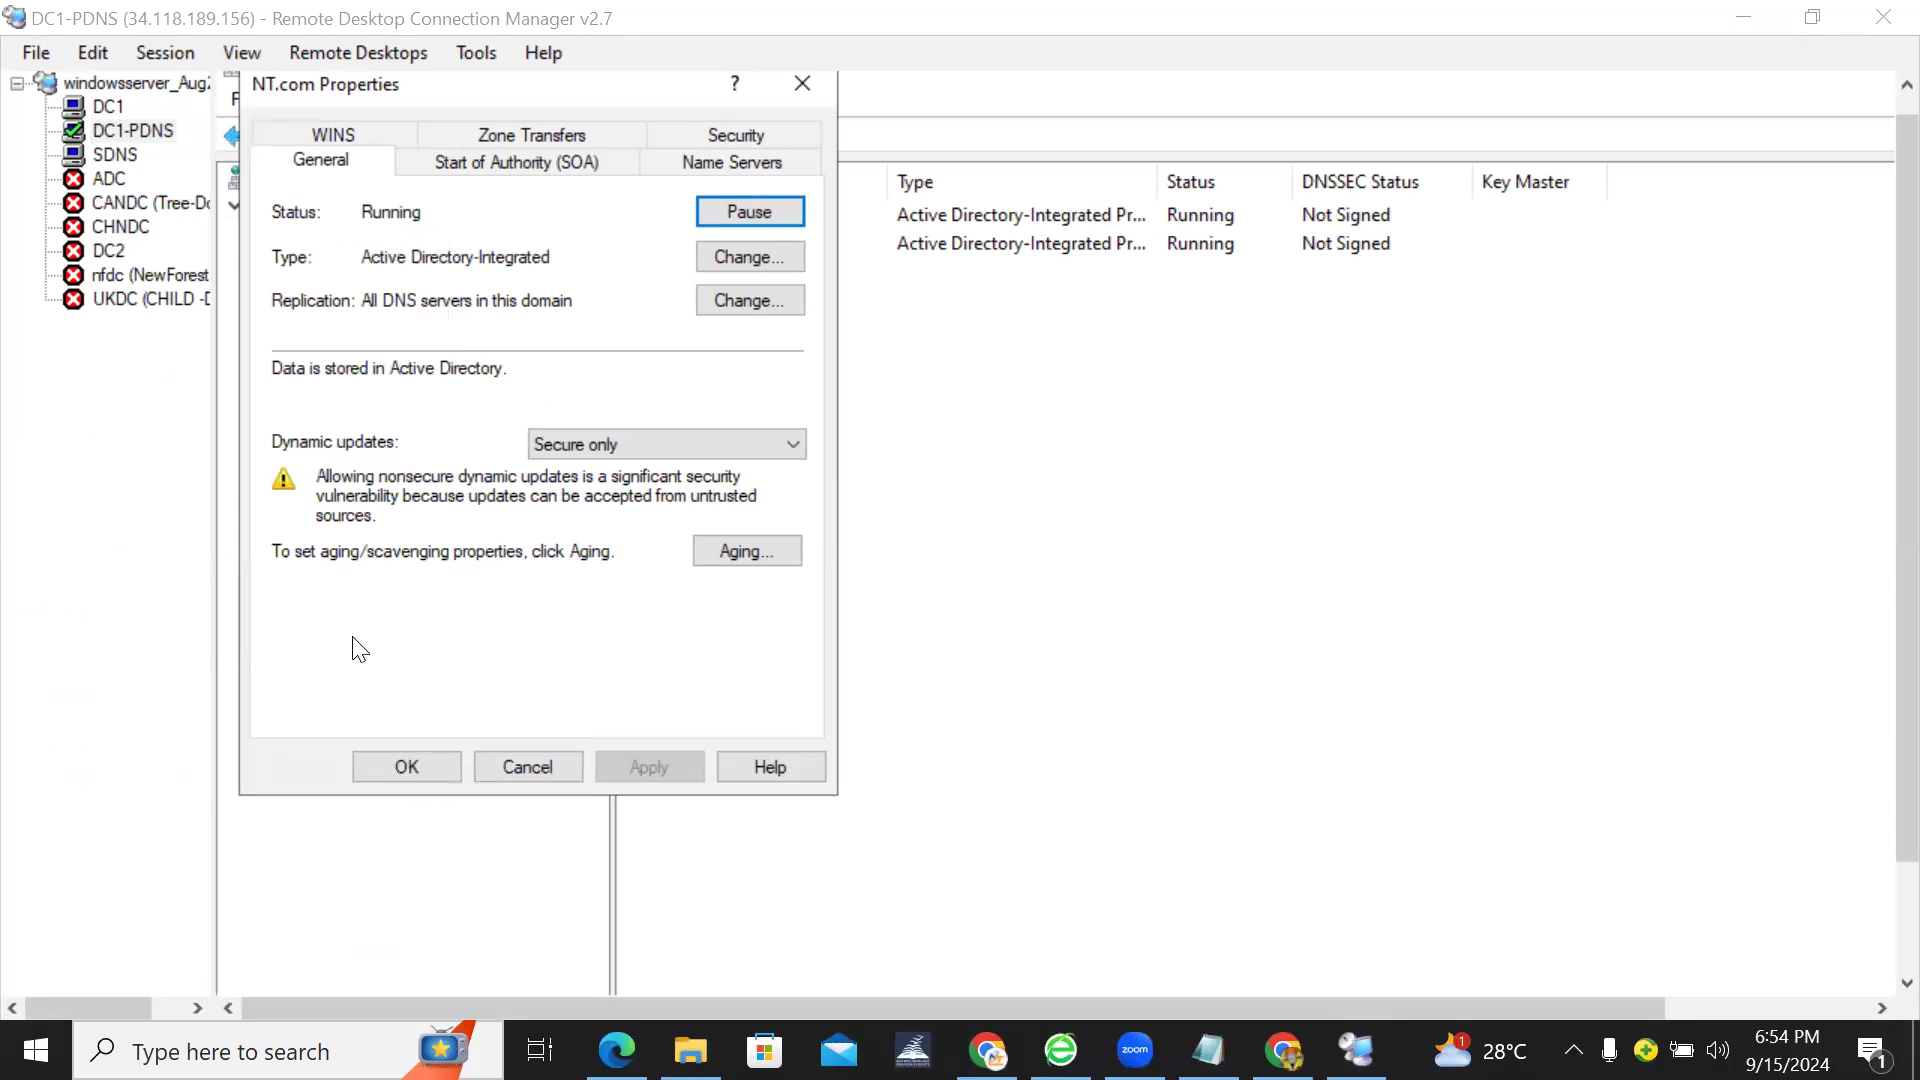 DC1-PDNS (34.118.189.156) - Remote Desktop Connection Manager v2.7
File Edit Session View Remote Desktops Tools Help
windowsserver_Aug2
DC1
DC1-PDNS
SDNS
ADC
CANDC (Tree-Do
CHNDC
DC2
nfdc (NewForest
UKDC (CHILD -D
F
NT.com Properties ?
WINS Zone Transfers Security
General Start of Authority (SOA) Name Servers
Status: Running Pause
Type: Active Directory-Integrated Change...
Replication: All DNS servers in this domain Change...
Data is stored in Active Directory.
Dynamic updates: Secure only
Allowing nonsecure dynamic updates is a significant security
vulnerability because updates can be accepted from untrusted
sources.
To set aging/scavenging properties, click Aging. Aging...
OK Cancel Apply Help
Type Status DNSSEC Status Key Master
Active Directory-Integrated Pr... Running Not Signed
Active Directory-Integrated Pr... Running Not Signed
Type here to search
zoom
1
28°C
6:54 PM
9/15/2024
1